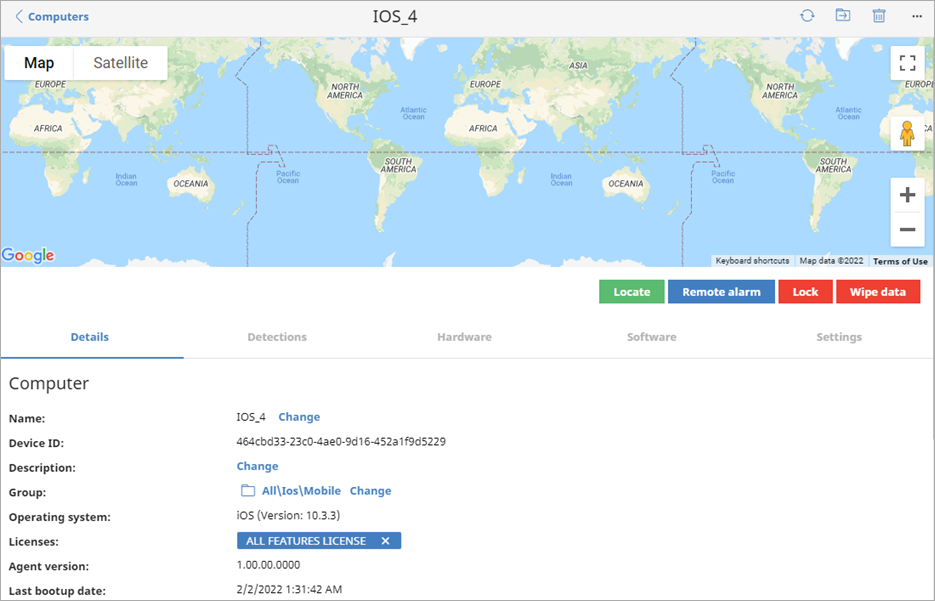 Computers
IOS_4
Map Satellite
EUROPE
ASIA
NORTH
AMERICA
Atlantic
Ocean
EUROPE
ASIA
NORTH
AMERICA
Atlantic
Ocean
EUROPE
AFRICA
AFRICA
SOUTH
AMERICA
SOUTH
AMERICA
Indian
Ocean
OCEANIA
Pacific
Ocean
Indian
Ocean
OCEANIA
Pacific
Ocean
Google
Keyboard shortcuts Map data ©2022 Terms of Use
Locate Remote alarm Lock Wipe data
Details Detections Hardware Software Settings
Computer
Name: IOS_4 Change
Device ID: 464cbd33-23c0-4ae0-9d16-452a1f9d5229
Description: Change
Group: All\Ios\Mobile Change
Operating system: iOS (Version: 10.3.3)
Licenses: ALL FEATURES LICENSE ✕
Agent version: 1.00.00.0000
Last bootup date: 2/2/2022 1:31:42 AM